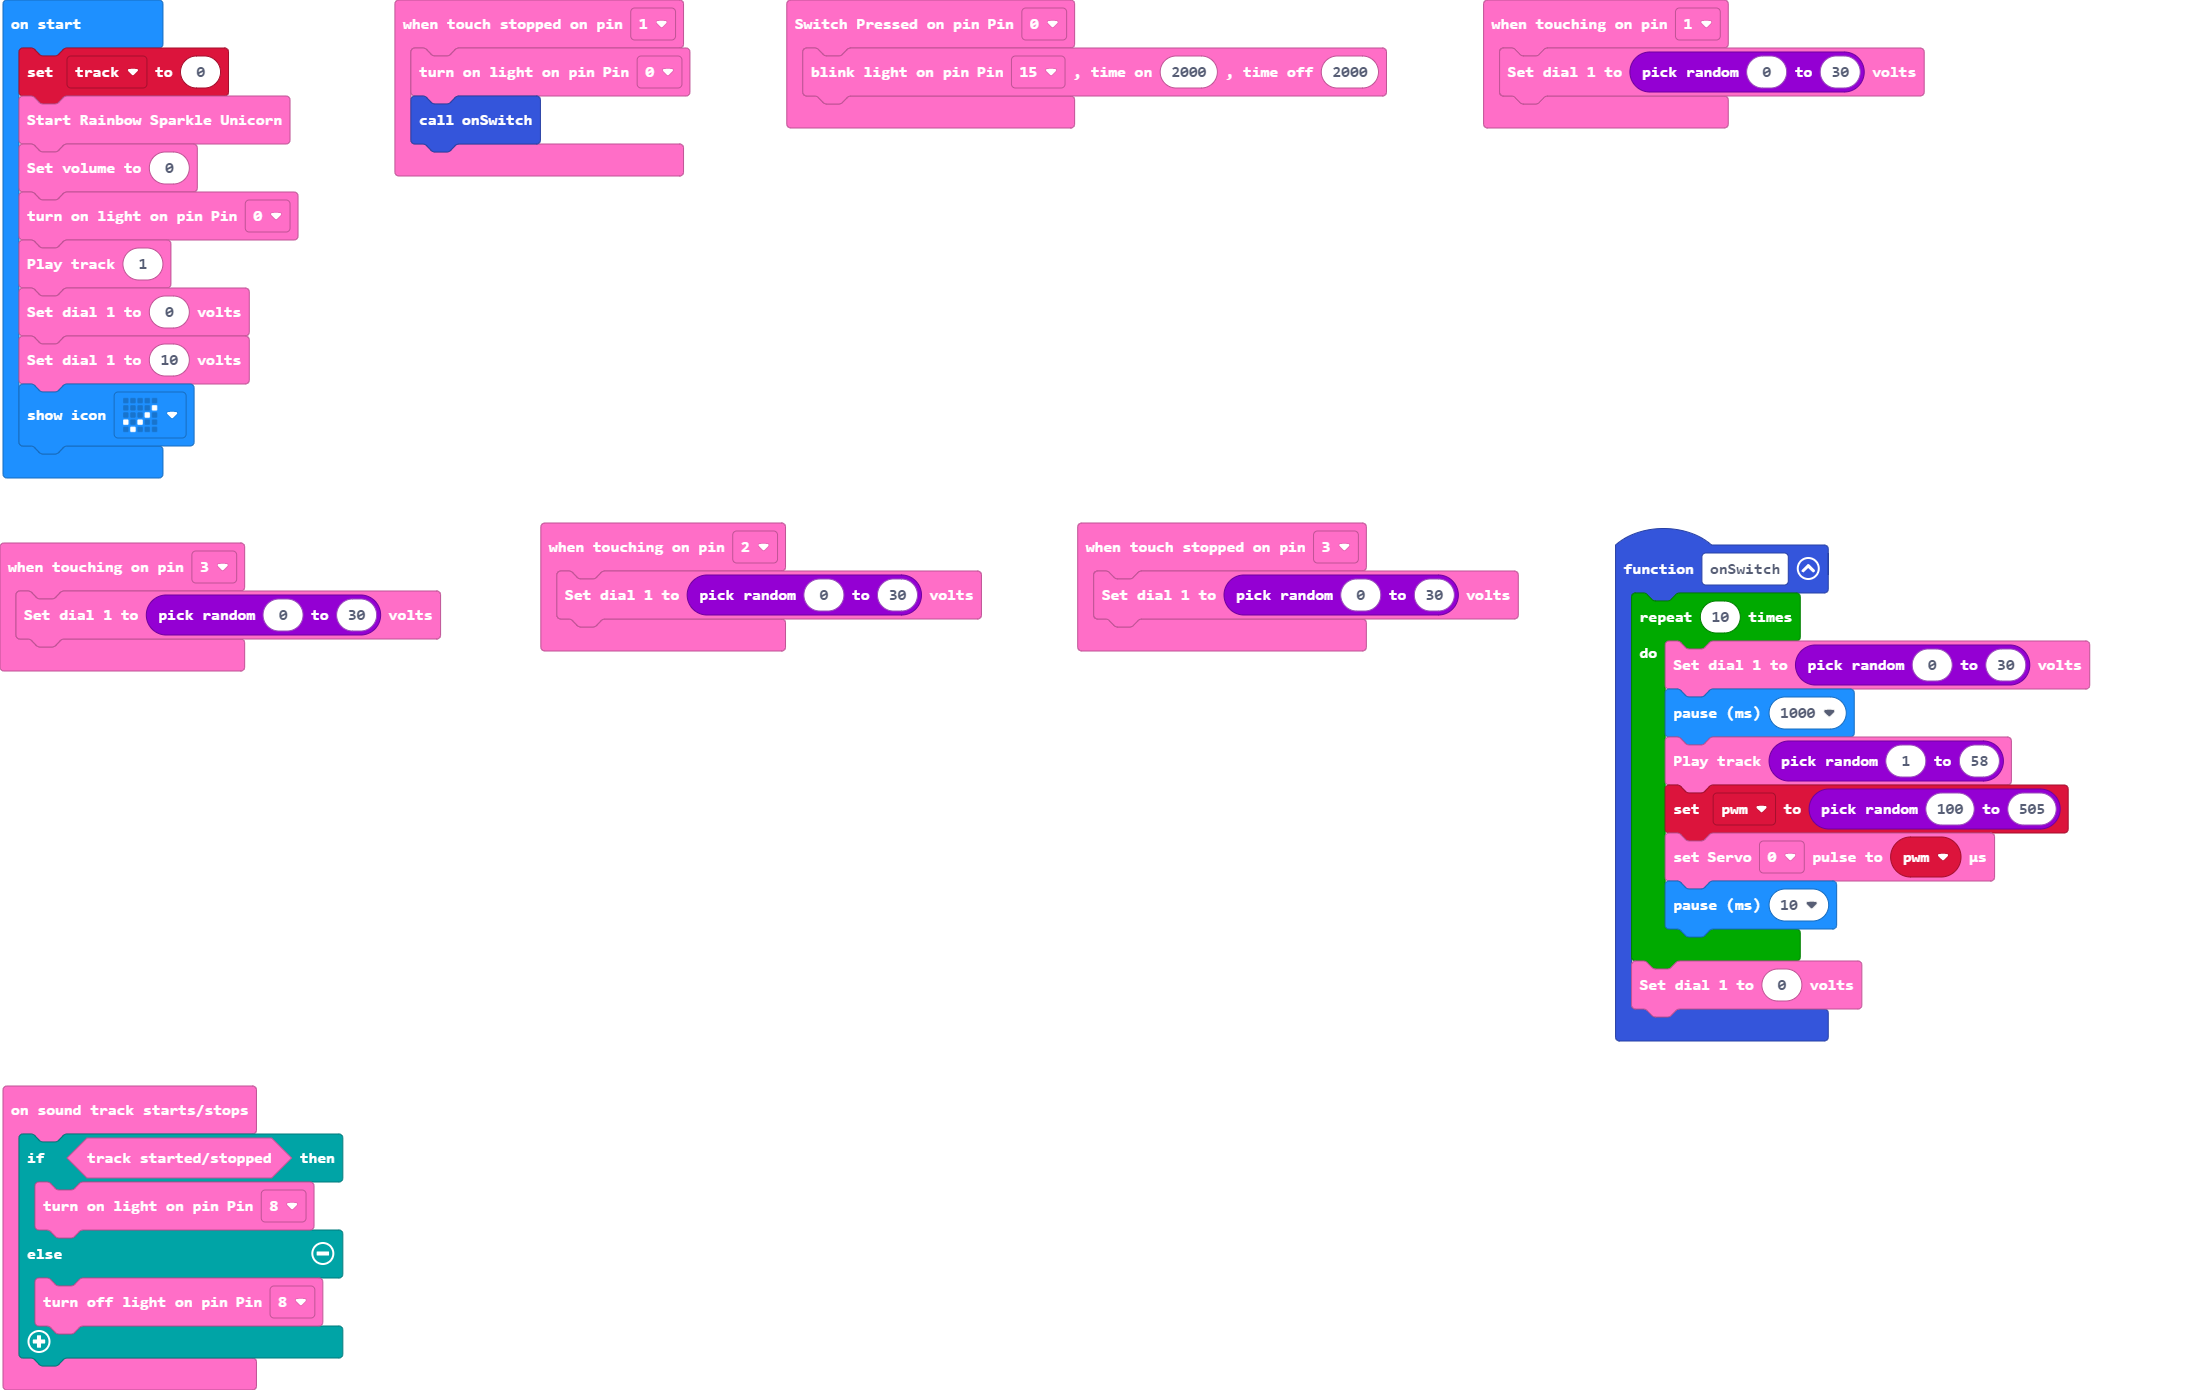 on start
set track to 0
Start Rainbow Sparkle Unicorn
Set volume to 0
turn on light on pin Pin 0
Play track 1
Set dial 1 to 0 volts
Set dial 1 to 10 volts
show icon
when touch stopped on pin 1
turn on light on pin Pin 0
call onSwitch
Switch Pressed on pin Pin 0
blink light on pin Pin 15 , time on 2000 , time off 2000
when touching on pin 1
Set dial 1 to pick random 0 to 30 volts
when touching on pin 3
Set dial 1 to pick random 0 to 30 volts
when touching on pin 2
Set dial 1 to pick random 0 to 30 volts
when touch stopped on pin 3
Set dial 1 to pick random 0 to 30 volts
function onSwitch
repeat 10 times
do
Set dial 1 to pick random 0 to 30 volts
pause (ms) 1000
Play track pick random 1 to 58
set pwm to pick random 100 to 505
set Servo 0 pulse to pwm µs
pause (ms) 10
Set dial 1 to 0 volts
on sound track starts/stops
if track started/stopped then
turn on light on pin Pin 8
else
turn off light on pin Pin 8